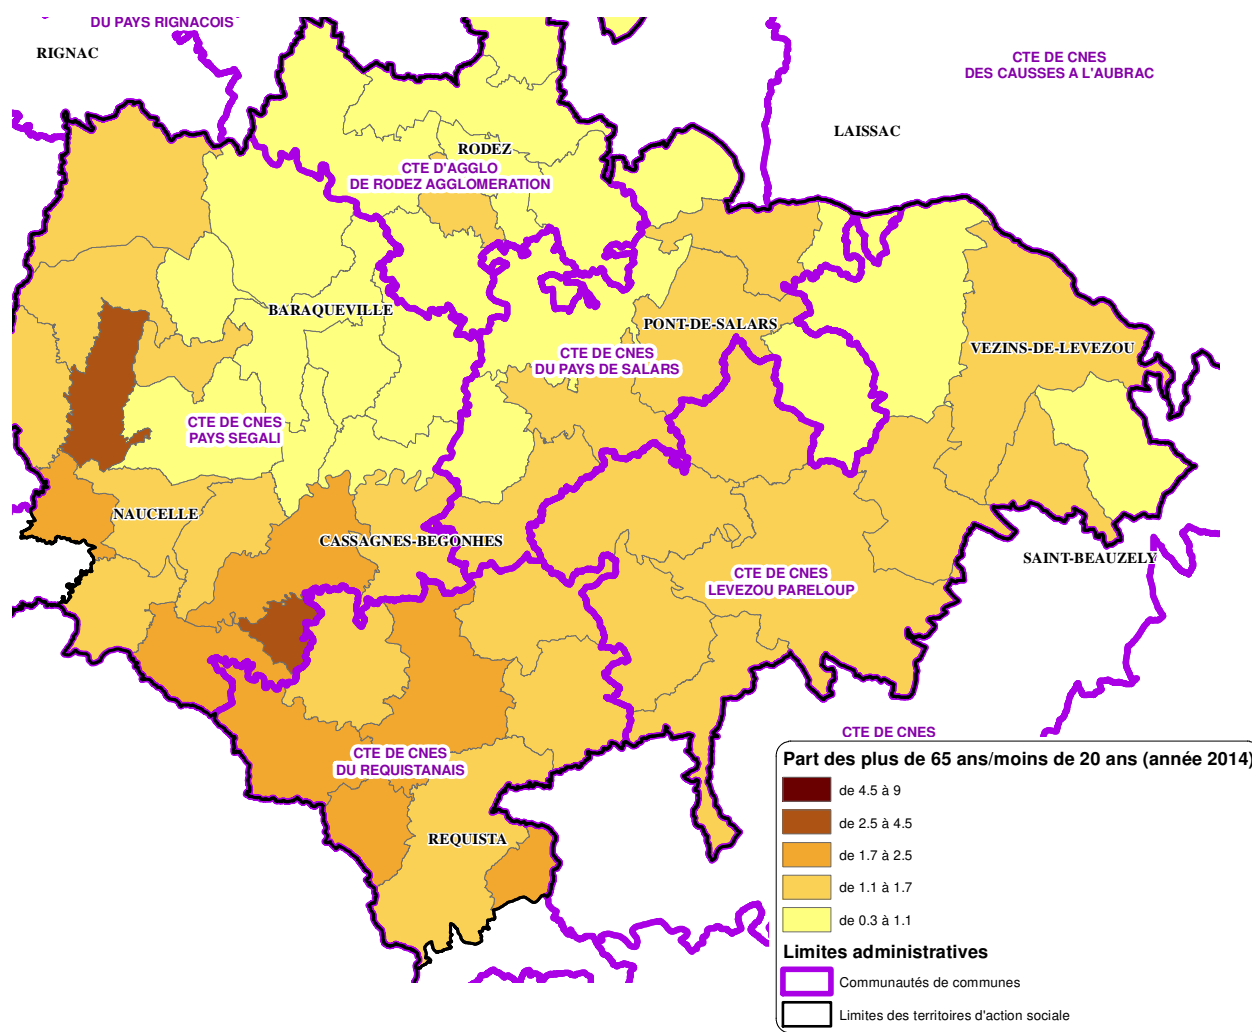 DU PAYS RIGNACOIS
RIGNAC
CTE DE CNES
DES CAUSSES A L'AUBRAC
LAISSAC
RODEZ
CTE D'AGGLO
DE RODEZ AGGLOMERATION
BARAQUEVILLE
PONT-DE-SALARS
VEZINS-DE-LEVEZOU
CTE DE CNES
DU PAYS DE SALARS
CTE DE CNES
PAYS SEGALI
NAUCELLE
CASSAGNES-BEGONHES
SAINT-BEAUZELY
CTE DE CNES
LEVEZOU PARELOUP
CTE DE CNES
DU REQUISTANAIS
REQUISTA
CTE DE CNES
Part des plus de 65 ans/moins de 20 ans (année 2014)
de 4.5 à 9
de 2.5 à 4.5
de 1.7 à 2.5
de 1.1 à 1.7
de 0.3 à 1.1
Limites administratives
Communautés de communes
Limites des territoires d'action sociale